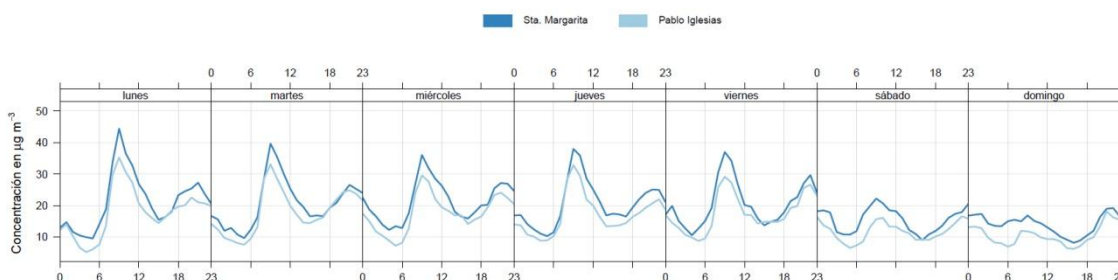 Sta. Margarita Pablo Iglesias
0 6 12 18 23 0 6 12 18 23 0 6 12 18 23
lunes martes miércoles jueves viernes sábado domingo
50
40
30
20
10
Concentración en µg m⁻³
0 6 12 18 23 0 6 12 18 23 0 6 12 18 23 0 6 12 18 23